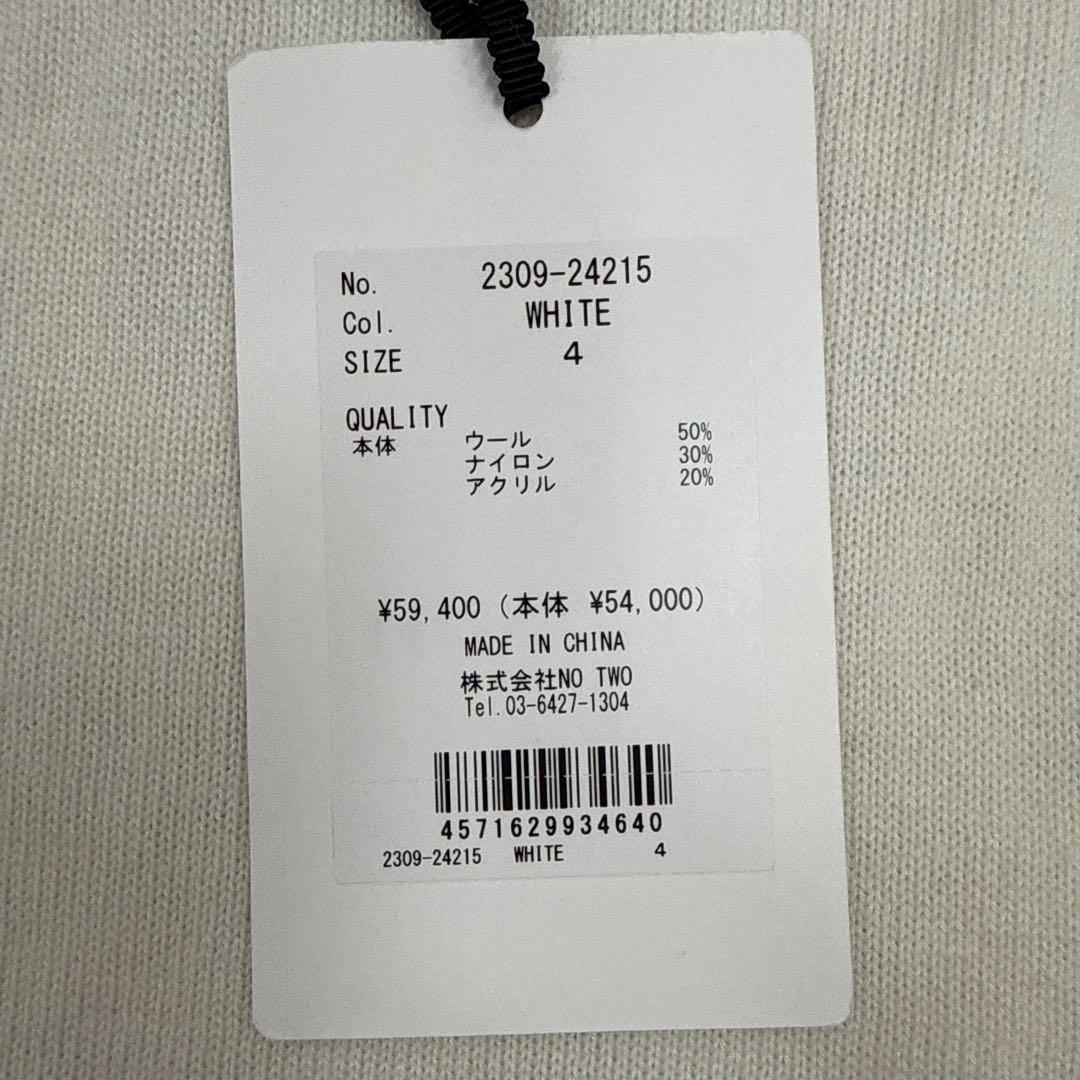 No. 2309-24215
Col. WHITE
SIZE 4
QUALITY
本体 ウール 50%
ナイロン 30%
アクリル 20%
¥59,400 (本体 ¥54,000)
MADE IN CHINA
株式会社NO TWO
Tel.03-6427-1304
4571629934640
2309-24215 WHITE 4